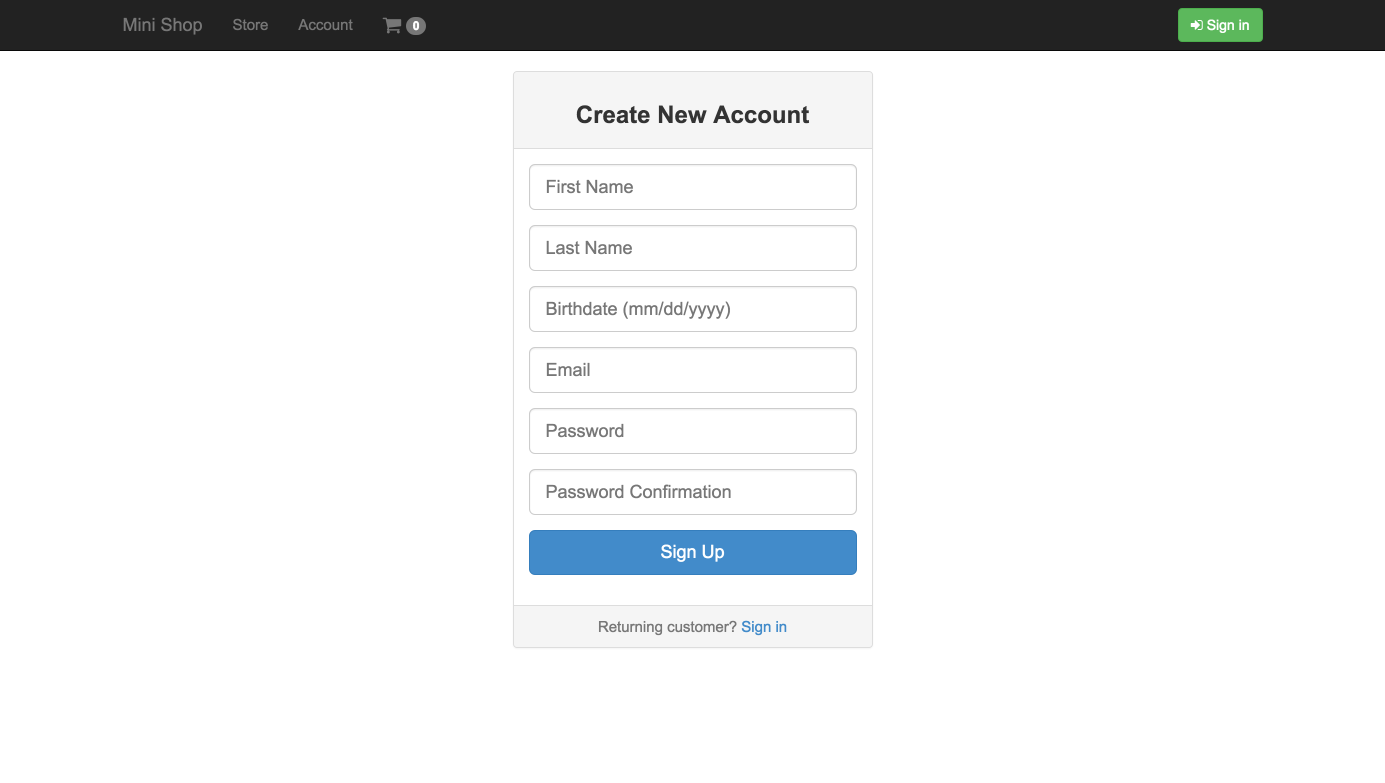 Mini Shop Store Account 0 Sign in
Create New Account
First Name
Last Name
Birthdate (mm/dd/yyyy)
Email
Password
Password Confirmation
Sign Up
Returning customer? Sign in